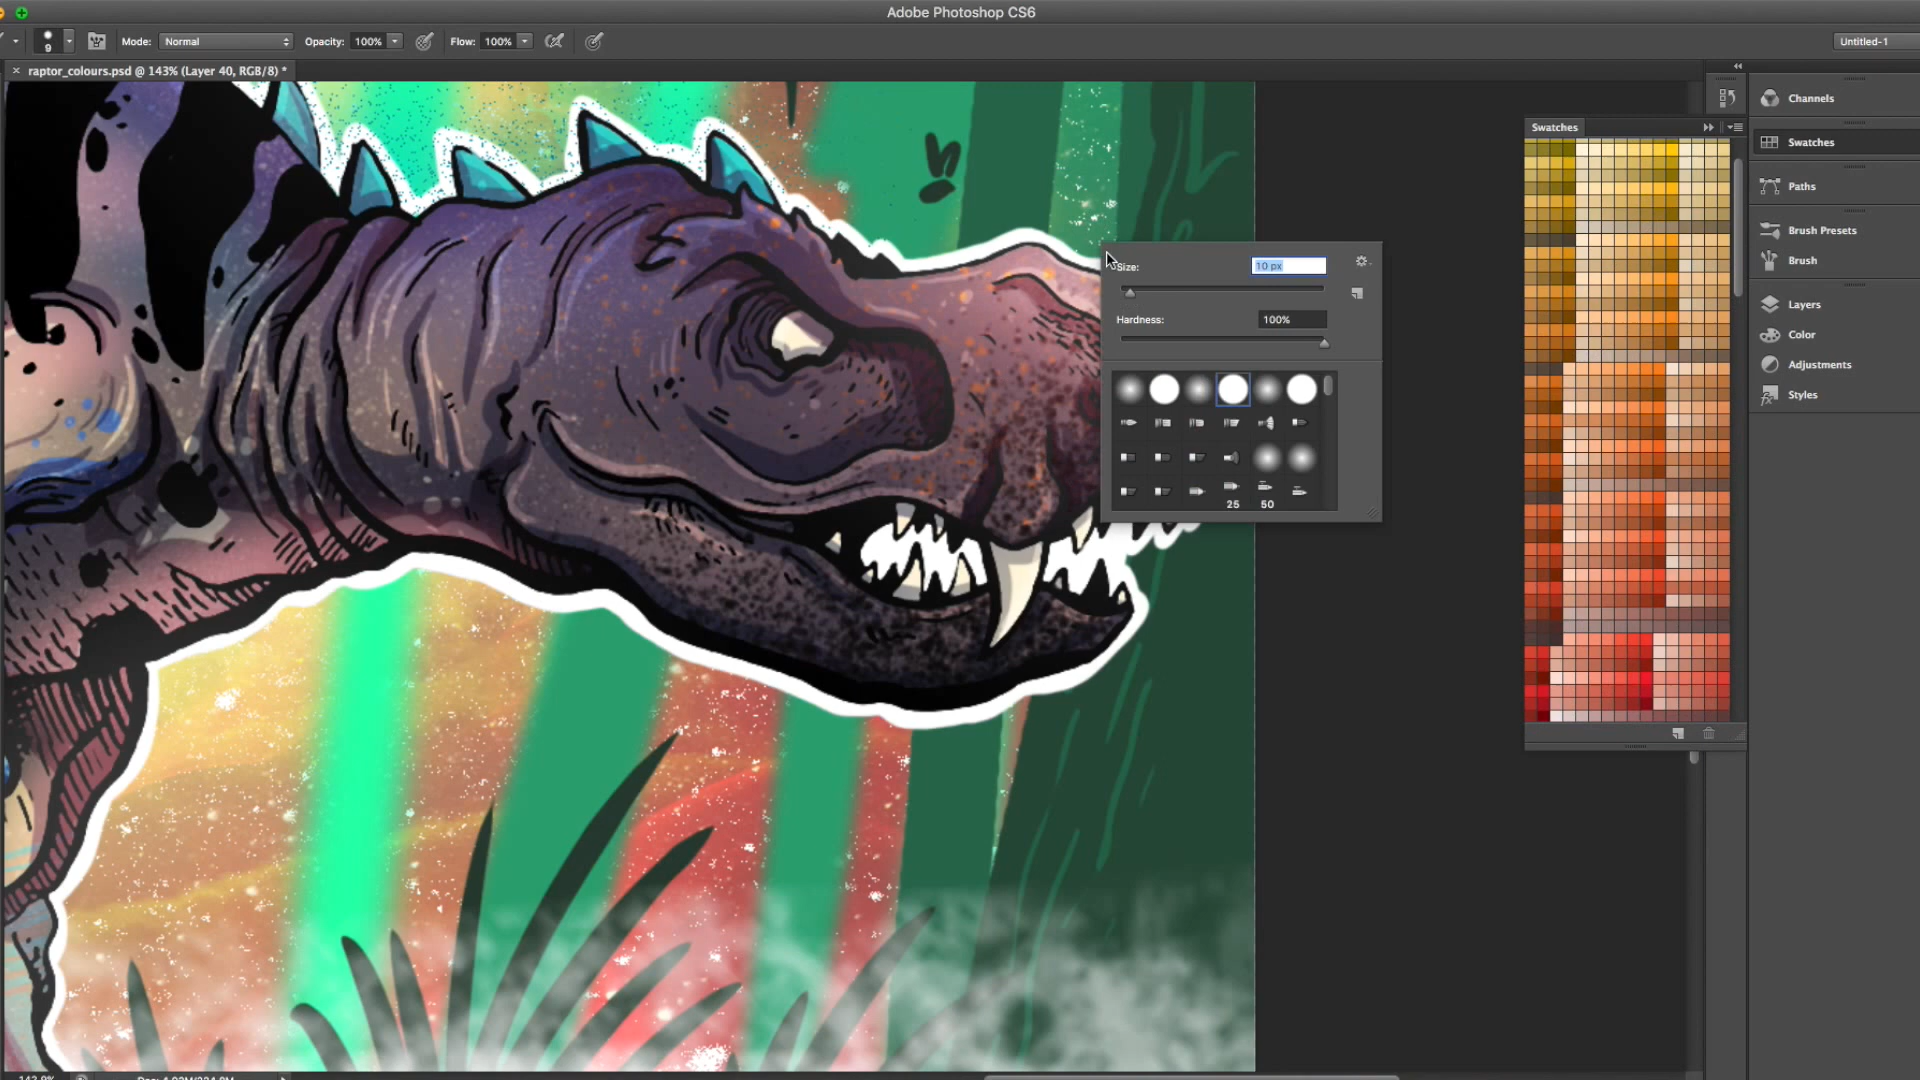 Adobe Photoshop CS6
9
Mode: Normal Opacity: 100% Flow: 100% Untitled-1
× raptor_colours.psd @ 143% (Layer 40, RGB/8) *
Size: 10 px
Hardness: 100%
25 50
Swatches
Channels
Swatches
Paths
Brush Presets
Brush
Layers
Color
Adjustments
Styles